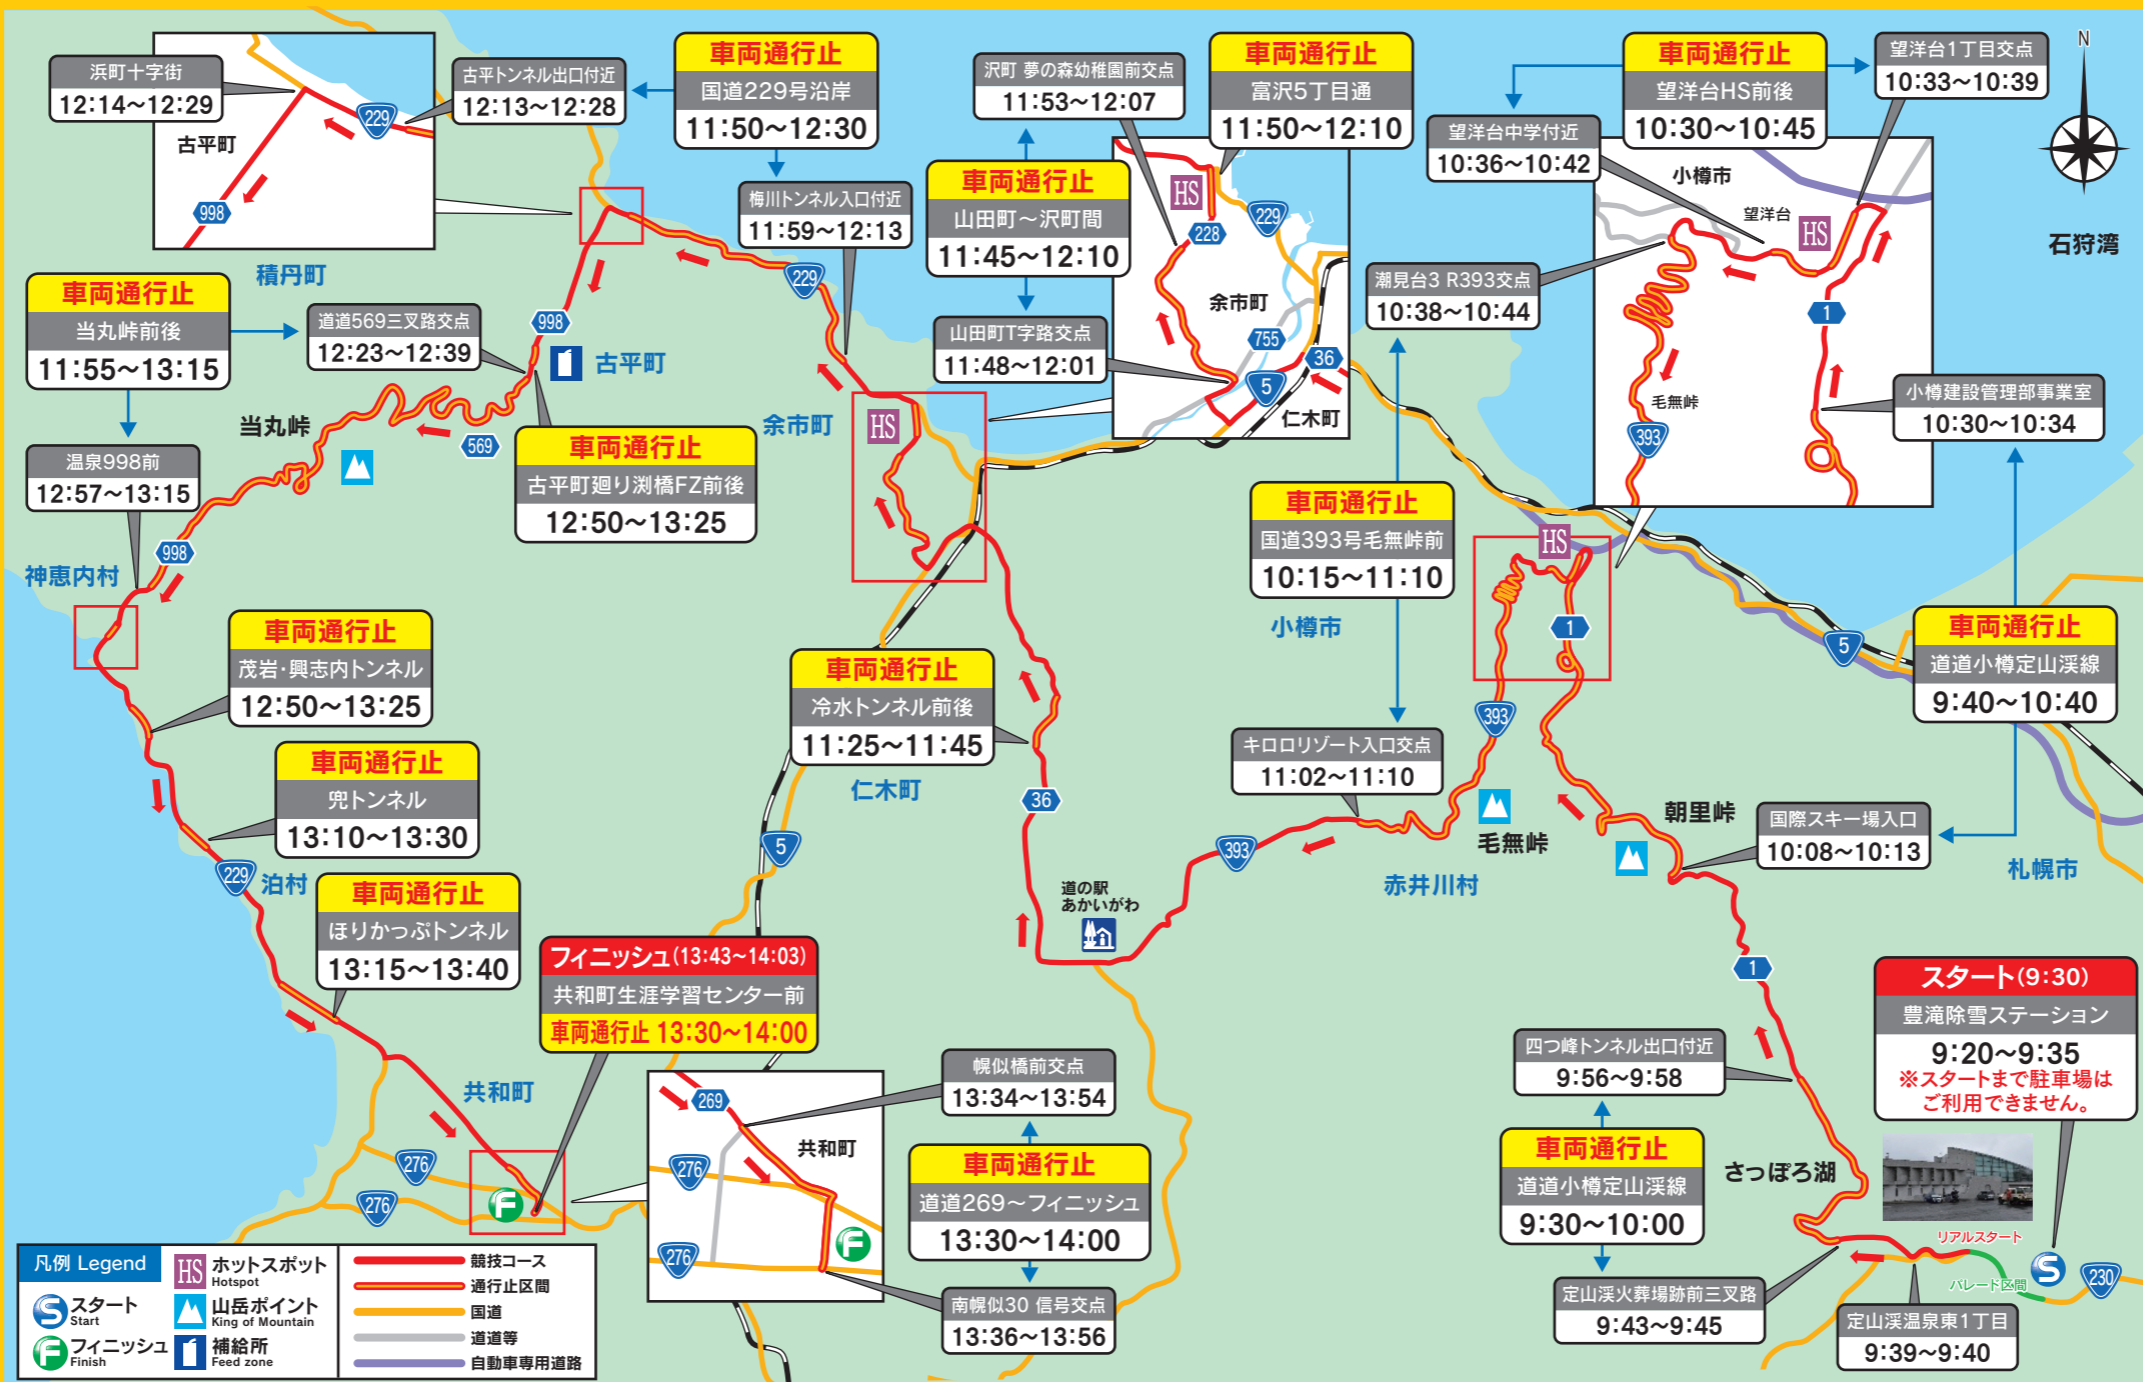 浜町十字街
12:14〜12:29
古平トンネル出口付近
12:13〜12:28
229
古平町
998
車両通行止
国道229号沿岸
11:50〜12:30
梅川トンネル入口付近
11:59〜12:13
沢町 夢の森幼稚園前交点
11:53〜12:07
車両通行止
富沢5丁目通
11:50〜12:10
車両通行止
山田町〜沢町間
11:45〜12:10
山田町T字路交点
11:48〜12:01
HS
228
229
余市町
755
36
5
仁木町
車両通行止
望洋台HS前後
10:30〜10:45
望洋台1丁目交点
10:33〜10:39
望洋台中学付近
10:36〜10:42
潮見台3 R393交点
10:38〜10:44
小樽市
望洋台
HS
1
毛無峠
393
小樽建設管理部事業室
10:30〜10:34
N
石狩湾
積丹町
車両通行止
当丸峠前後
11:55〜13:15
道道569三叉路交点
12:23〜12:39
998
229
古平町
当丸峠
569
余市町
HS
車両通行止
古平町廻り渕橋FZ前後
12:50〜13:25
温泉998前
12:57〜13:15
998
神恵内村
車両通行止
国道393号毛無峠前
10:15〜11:10
小樽市
HS
1
393
5
車両通行止
道道小樽定山渓線
9:40〜10:40
車両通行止
茂岩・興志内トンネル
12:50〜13:25
車両通行止
冷水トンネル前後
11:25〜11:45
仁木町
36
5
キロロリゾート入口交点
11:02〜11:10
毛無峠
393
赤井川村
朝里峠
国際スキー場入口
10:08〜10:13
札幌市
車両通行止
兜トンネル
13:10〜13:30
229
泊村
車両通行止
ほりかっぷトンネル
13:15〜13:40
道の駅
あかいがわ
1
フィニッシュ(13:43〜14:03)
共和町生涯学習センター前
車両通行止 13:30〜14:00
スタート(9:30)
豊滝除雪ステーション
9:20〜9:35
※スタートまで駐車場は
ご利用できません。
四つ峰トンネル出口付近
9:56〜9:58
車両通行止
道道小樽定山渓線
9:30〜10:00
定山渓火葬場跡前三叉路
9:43〜9:45
さっぽろ湖
リアルスタート
パレード区間
S
230
定山渓温泉東1丁目
9:39〜9:40
共和町
276
276
F
269
共和町
276
276
F
幌似橋前交点
13:34〜13:54
車両通行止
道道269〜フィニッシュ
13:30〜14:00
南幌似30 信号交点
13:36〜13:56
凡例 Legend
S スタート
Start
F フィニッシュ
Finish
HS ホットスポット
Hotspot
山岳ポイント
King of Mountain
補給所
Feed zone
競技コース
通行止区間
国道
道道等
自動車専用道路